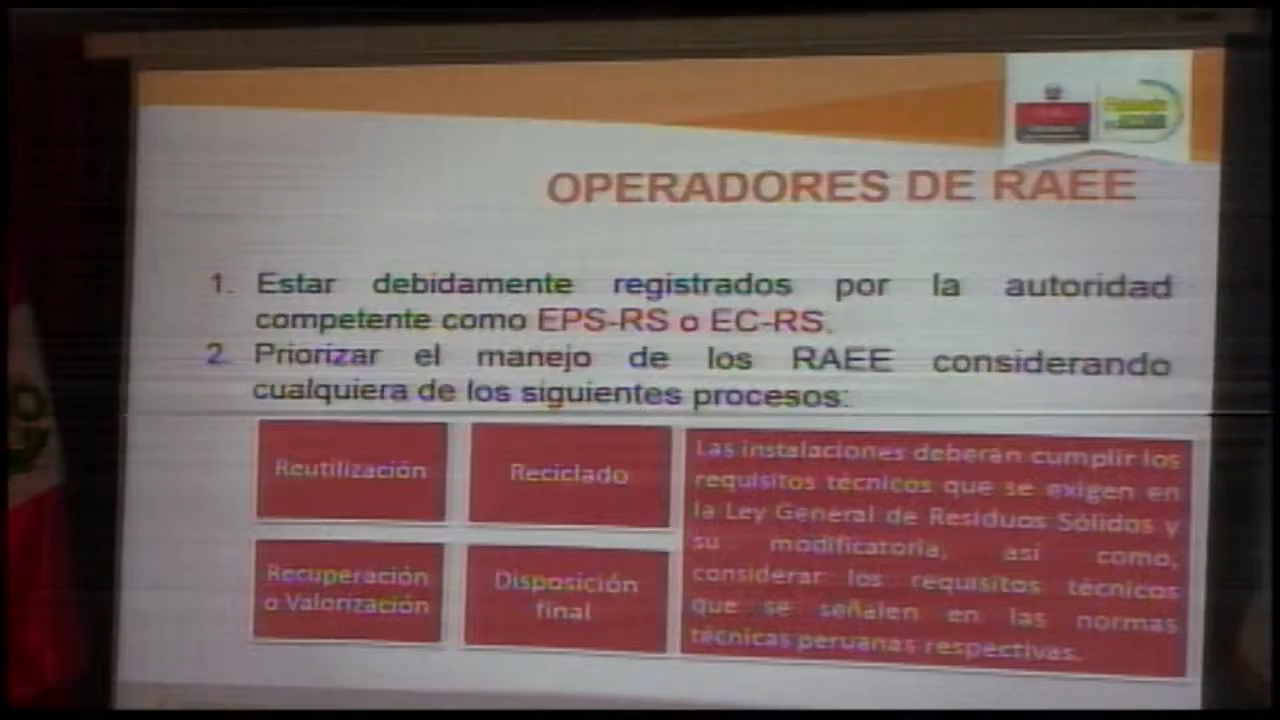 OPERADORES DE RAEE
1. Estar debidamente registrados por la autoridad
competente como EPS-RS o EC-RS.
2. Priorizar el manejo de los RAEE considerando
cualquiera de los siguientes procesos:
Reutilización
Reciclado
Recuperación
o Valorización
Disposición
final
Las instalaciones deberán cumplir los
requisitos técnicos que se exigen en
la Ley General de Residuos Sólidos y
su modificatoria, asi como,
considerar los requisitos técnicos
que se señalen en las normas
técnicas peruanas respectivas.